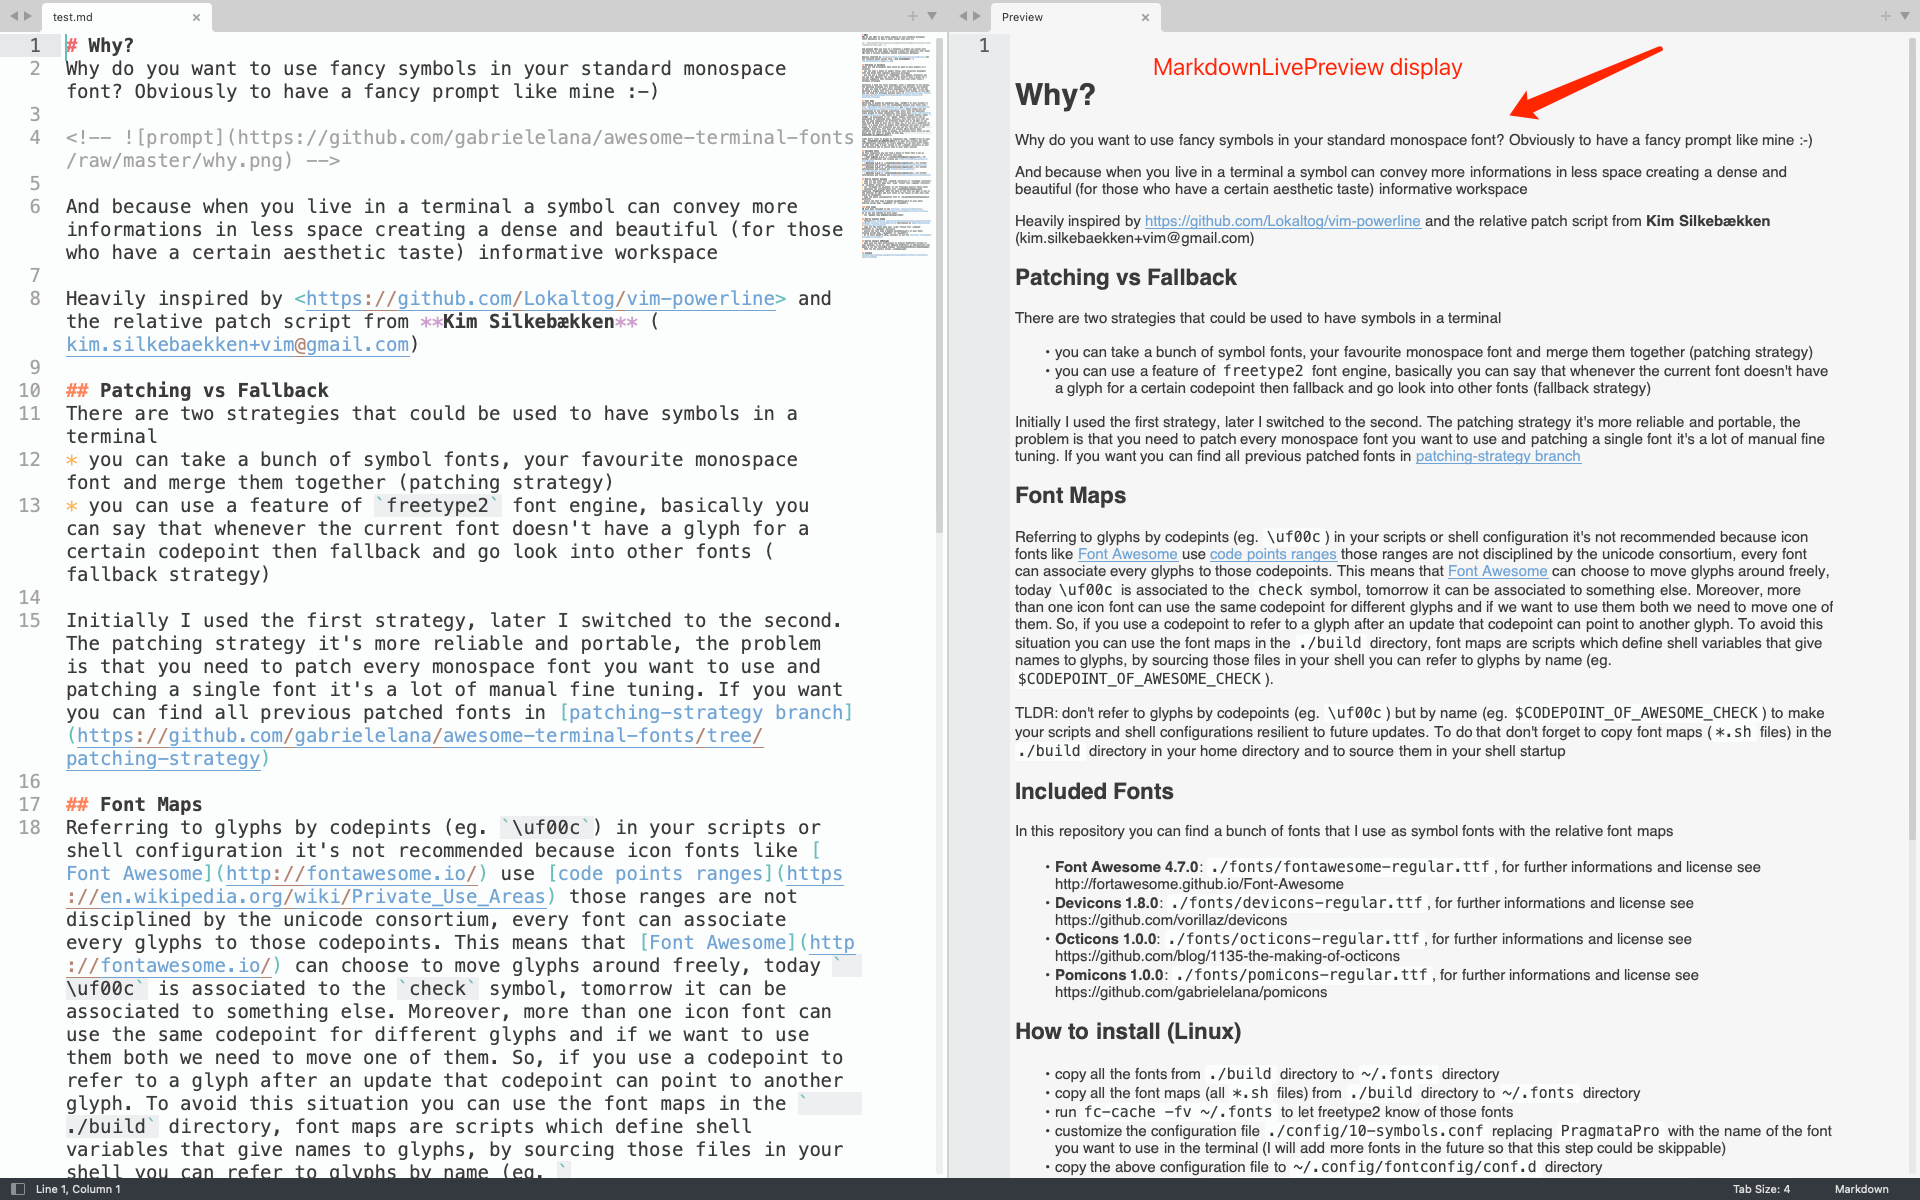 test.md
1 # Why?
2 Why do you want to use fancy symbols in your standard monospace
font? Obviously to have a fancy prompt like mine :-)
3
4 <!-- ![prompt](https://github.com/gabrielelana/awesome-terminal-fonts
/raw/master/why.png) -->
5
6 And because when you live in a terminal a symbol can convey more
informations in less space creating a dense and beautiful (for those
who have a certain aesthetic taste) informative workspace
7
8 Heavily inspired by <https://github.com/Lokaltog/vim-powerline> and
the relative patch script from **Kim Silkebækken** (
kim.silkebaekken+vim@gmail.com)
9
10 ## Patching vs Fallback
11 There are two strategies that could be used to have symbols in a
terminal
12 * you can take a bunch of symbol fonts, your favourite monospace
font and merge them together (patching strategy)
13 * you can use a feature of `freetype2` font engine, basically you
can say that whenever the current font doesn't have a glyph for a
certain codepoint then fallback and go look into other fonts (
fallback strategy)
14
15 Initially I used the first strategy, later I switched to the second.
The patching strategy it's more reliable and portable, the problem
is that you need to patch every monospace font you want to use and
patching a single font it's a lot of manual fine tuning. If you want
you can find all previous patched fonts in [patching-strategy branch]
(https://github.com/gabrielelana/awesome-terminal-fonts/tree/
patching-strategy)
16
17 ## Font Maps
18 Referring to glyphs by codepints (eg. `\uf00c`) in your scripts or
shell configuration it's not recommended because icon fonts like [
Font Awesome](http://fontawesome.io/) use [code points ranges](https
://en.wikipedia.org/wiki/Private_Use_Areas) those ranges are not
disciplined by the unicode consortium, every font can associate
every glyphs to those codepoints. This means that [Font Awesome](http
://fontawesome.io/) can choose to move glyphs around freely, today `
\uf00c` is associated to the `check` symbol, tomorrow it can be
associated to something else. Moreover, more than one icon font can
use the same codepoint for different glyphs and if we want to use
them both we need to move one of them. So, if you use a codepoint to
refer to a glyph after an update that codepoint can point to another
glyph. To avoid this situation you can use the font maps in the `
./build` directory, font maps are scripts which define shell
variables that give names to glyphs, by sourcing those files in your
shell you can refer to glyphs by name (eg. `
Line 1, Column 1
Preview
1
MarkdownLivePreview display
Why?
Why do you want to use fancy symbols in your standard monospace font? Obviously to have a fancy prompt like mine :-)
And because when you live in a terminal a symbol can convey more informations in less space creating a dense and
beautiful (for those who have a certain aesthetic taste) informative workspace
Heavily inspired by https://github.com/Lokaltog/vim-powerline and the relative patch script from Kim Silkebækken
(kim.silkebaekken+vim@gmail.com)
Patching vs Fallback
There are two strategies that could be used to have symbols in a terminal
• you can take a bunch of symbol fonts, your favourite monospace font and merge them together (patching strategy)
• you can use a feature of freetype2 font engine, basically you can say that whenever the current font doesn't have
a glyph for a certain codepoint then fallback and go look into other fonts (fallback strategy)
Initially I used the first strategy, later I switched to the second. The patching strategy it's more reliable and portable, the
problem is that you need to patch every monospace font you want to use and patching a single font it's a lot of manual fine
tuning. If you want you can find all previous patched fonts in patching-strategy branch
Font Maps
Referring to glyphs by codepints (eg. \uf00c ) in your scripts or shell configuration it's not recommended because icon
fonts like Font Awesome use code points ranges those ranges are not disciplined by the unicode consortium, every font
can associate every glyphs to those codepoints. This means that Font Awesome can choose to move glyphs around freely,
today \uf00c is associated to the check symbol, tomorrow it can be associated to something else. Moreover, more
than one icon font can use the same codepoint for different glyphs and if we want to use them both we need to move one of
them. So, if you use a codepoint to refer to a glyph after an update that codepoint can point to another glyph. To avoid this
situation you can use the font maps in the ./build directory, font maps are scripts which define shell variables that give
names to glyphs, by sourcing those files in your shell you can refer to glyphs by name (eg.
$CODEPOINT_OF_AWESOME_CHECK ).
TLDR: don't refer to glyphs by codepoints (eg. \uf00c ) but by name (eg. $CODEPOINT_OF_AWESOME_CHECK ) to make
your scripts and shell configurations resilient to future updates. To do that don't forget to copy font maps ( *.sh files) in the
./build directory in your home directory and to source them in your shell startup
Included Fonts
In this repository you can find a bunch of fonts that I use as symbol fonts with the relative font maps
• Font Awesome 4.7.0: ./fonts/fontawesome-regular.ttf , for further informations and license see
http://fortawesome.github.io/Font-Awesome
• Devicons 1.8.0: ./fonts/devicons-regular.ttf , for further informations and license see
https://github.com/vorillaz/devicons
• Octicons 1.0.0: ./fonts/octicons-regular.ttf , for further informations and license see
https://github.com/blog/1135-the-making-of-octicons
• Pomicons 1.0.0: ./fonts/pomicons-regular.ttf , for further informations and license see
https://github.com/gabrielelana/pomicons
How to install (Linux)
• copy all the fonts from ./build directory to ~/.fonts directory
• copy all the font maps (all *.sh files) from ./build directory to ~/.fonts directory
• run fc-cache -fv ~/.fonts to let freetype2 know of those fonts
• customize the configuration file ./config/10-symbols.conf replacing PragmataPro with the name of the font
you want to use in the terminal (I will add more fonts in the future so that this step could be skippable)
• copy the above configuration file to ~/.config/fontconfig/conf.d directory
Tab Size: 4
Markdown